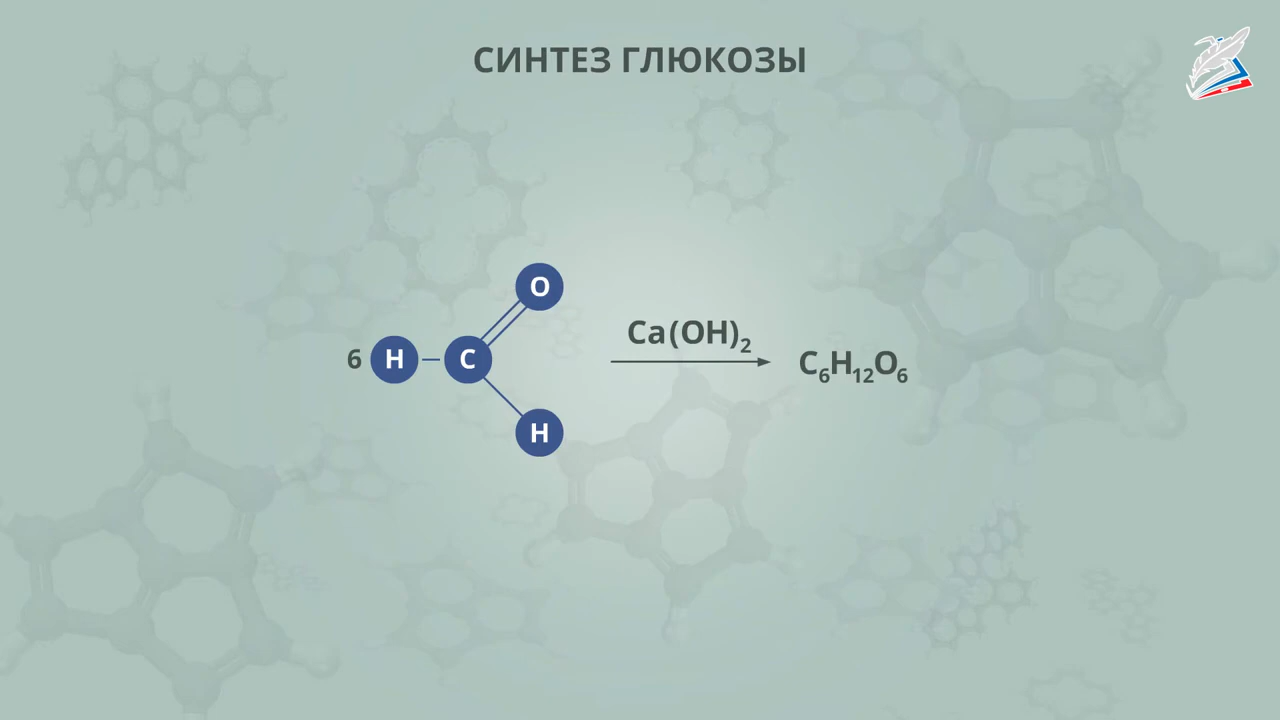 СИНТЕЗ ГЛЮКОЗЫ
O
Ca(OH)₂
6 H C
C₆H₁₂O₆
H